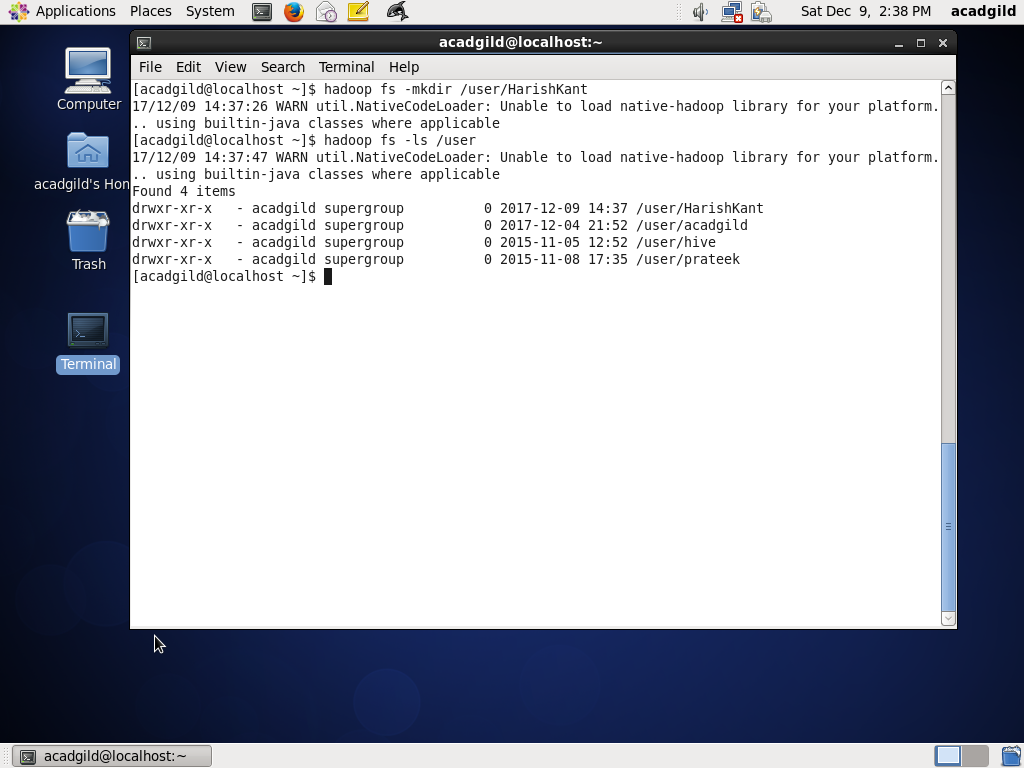 Applications Places System Sat Dec 9, 2:38 PM acadgild
acadgild@localhost:~
File Edit View Search Terminal Help
[acadgild@localhost ~]$ hadoop fs -mkdir /user/HarishKant
17/12/09 14:37:26 WARN util.NativeCodeLoader: Unable to load native-hadoop library for your platform.
.. using builtin-java classes where applicable
[acadgild@localhost ~]$ hadoop fs -ls /user
17/12/09 14:37:47 WARN util.NativeCodeLoader: Unable to load native-hadoop library for your platform.
.. using builtin-java classes where applicable
Found 4 items
drwxr-xr-x   - acadgild supergroup          0 2017-12-09 14:37 /user/HarishKant
drwxr-xr-x   - acadgild supergroup          0 2017-12-04 21:52 /user/acadgild
drwxr-xr-x   - acadgild supergroup          0 2015-11-05 12:52 /user/hive
drwxr-xr-x   - acadgild supergroup          0 2015-11-08 17:35 /user/prateek
[acadgild@localhost ~]$
Computer
acadgild's Hon
Trash
Terminal
acadgild@localhost:~